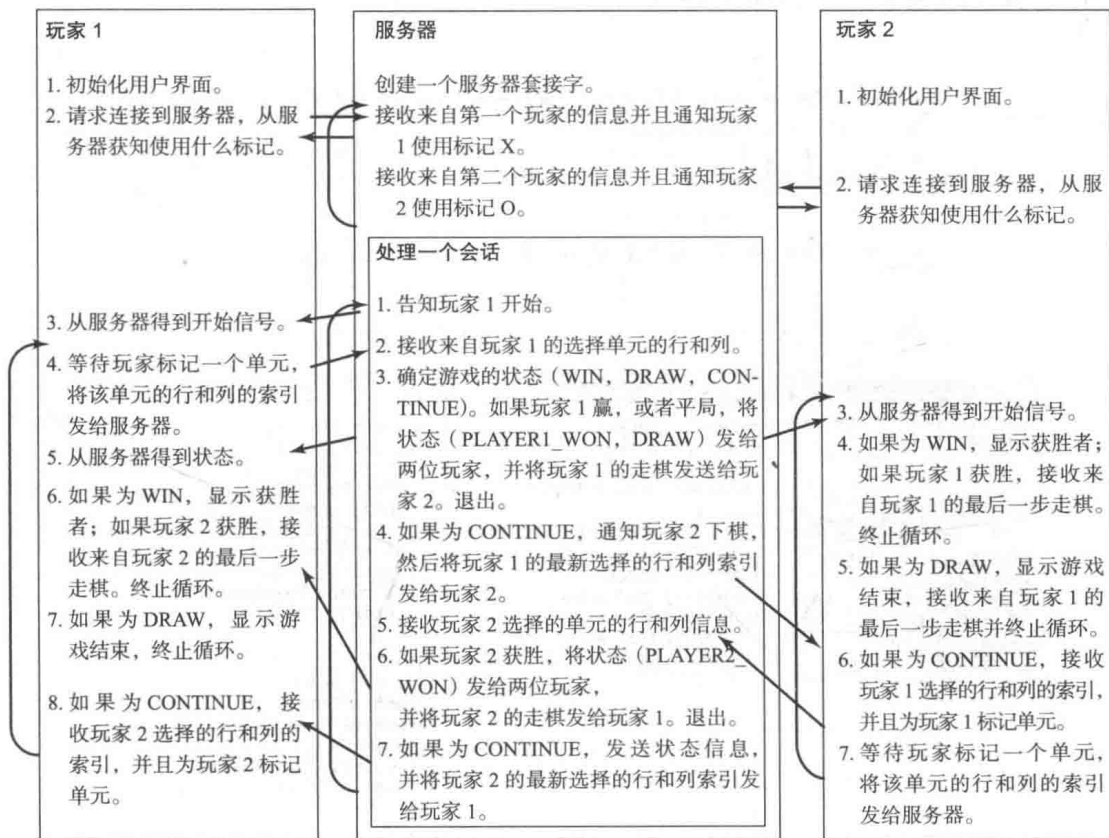 玩家 1
1. 初始化用户界面。
2. 请求连接到服务器，从服
务器获知使用什么标记。
3. 从服务器得到开始信号。
4. 等待玩家标记一个单元，
将该单元的行和列的索引
发给服务器。
5. 从服务器得到状态。
6. 如果为 WIN，显示获胜
者；如果玩家 2 获胜，接
收来自玩家 2 的最后一步
走棋。终止循环。
7. 如果为 DRAW，显示游
戏结束，终止循环。
8. 如果为 CONTINUE，接
收玩家 2 选择的行和列的
索引，并且为玩家 2 标记
单元。
服务器
创建一个服务器套接字。
接收来自第一个玩家的信息并且通知玩家
1 使用标记 X。
接收来自第二个玩家的信息并且通知玩家
2 使用标记 O。
处理一个会话
1. 告知玩家 1 开始。
2. 接收来自玩家 1 的选择单元的行和列。
3. 确定游戏的状态（WIN，DRAW，CON-
TINUE）。如果玩家 1 赢，或者平局，将
状态（PLAYER1_WON，DRAW）发给
两位玩家，并将玩家 1 的走棋发送给玩
家 2。退出。
4. 如果为 CONTINUE，通知玩家 2 下棋，
然后将玩家 1 的最新选择的行和列索引
发给玩家 2。
5. 接收玩家 2 选择的单元的行和列信息。
6. 如果玩家 2 获胜，将状态（PLAYER2_
WON）发给两位玩家，
并将玩家 2 的走棋发给玩家 1。退出。
7. 如果为 CONTINUE，发送状态信息，
并将玩家 2 的最新选择的行和列索引发
给玩家 1。
玩家 2
1. 初始化用户界面。
2. 请求连接到服务器，从服
务器获知使用什么标记。
3. 从服务器得到开始信号。
4. 如果为 WIN，显示获胜者；
如果玩家 1 获胜，接收来
自玩家 1 的最后一步走棋。
终止循环。
5. 如果为 DRAW，显示游戏
结束，接收来自玩家 1 的
最后一步走棋并终止循环。
6. 如果为 CONTINUE，接收
玩家 1 选择的行和列的索引，
并且为玩家 1 标记单元。
7. 等待玩家标记一个单元，
将该单元的行和列的索引
发给服务器。